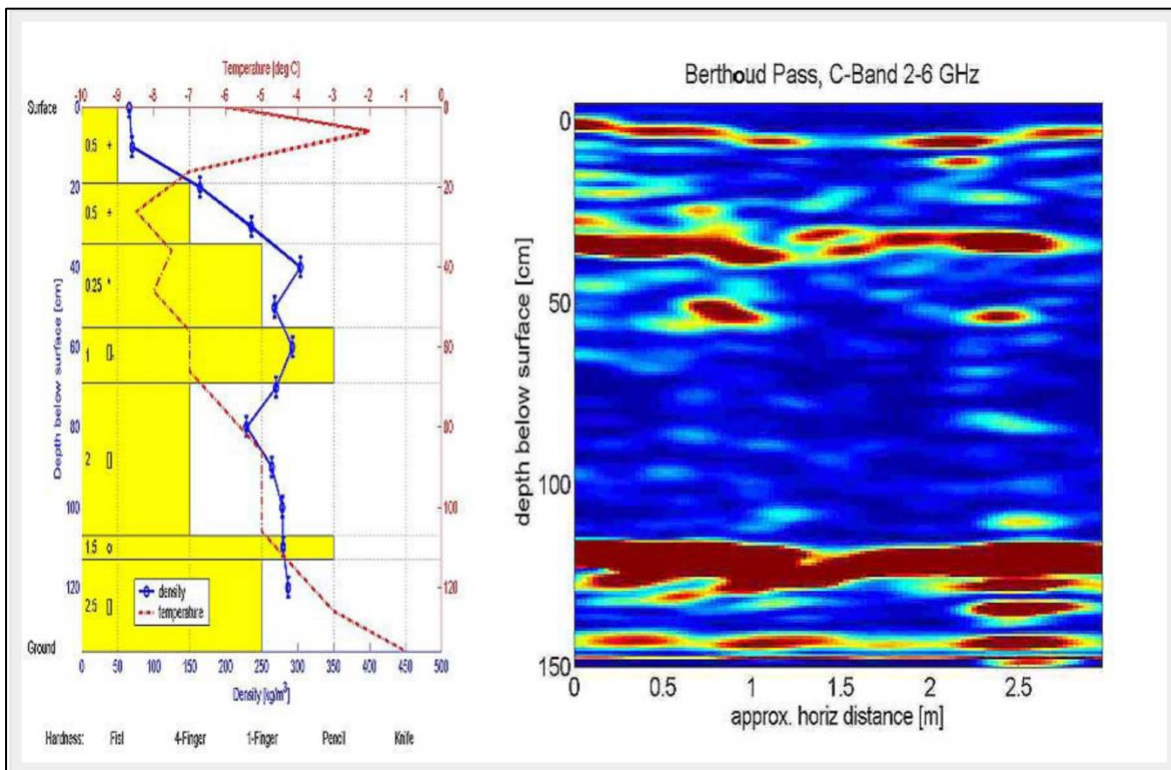 Temperature [deg C]
-10 -9 -8 -7 -6 -5 -4 -3 -2 -1 0
Surface
0 0
0.5 +
20 20
0.5 +
40 40
0.25
60 60
1
80 80
2
100 100
1.5 o
120 120
2.5
density
temperature
Ground
Depth below surface [cm]
0 50 100 150 200 250 300 350 400 450 500
Density [kg/m³]
Hardness: Fist 4-Finger 1-Finger Pencil Knife
Berthoud Pass, C-Band 2-6 GHz
0
50
100
150
depth below surface [cm]
0 0.5 1 1.5 2 2.5
approx. horiz distance [m]